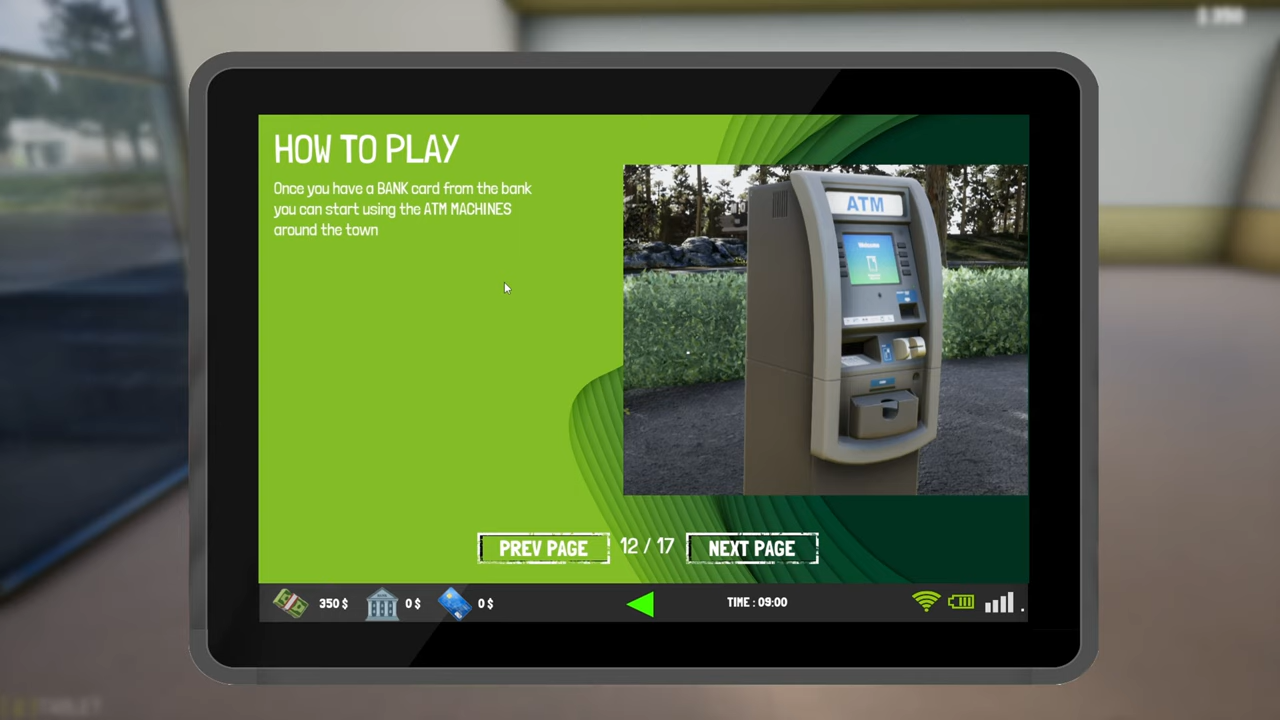 HOW TO PLAY
Once you have a BANK card from the bank
you can start using the ATM MACHINES
around the town
ATM
Welcome
PREV PAGE
12 / 17
NEXT PAGE
350 $
0 $
0 $
TIME : 09:00